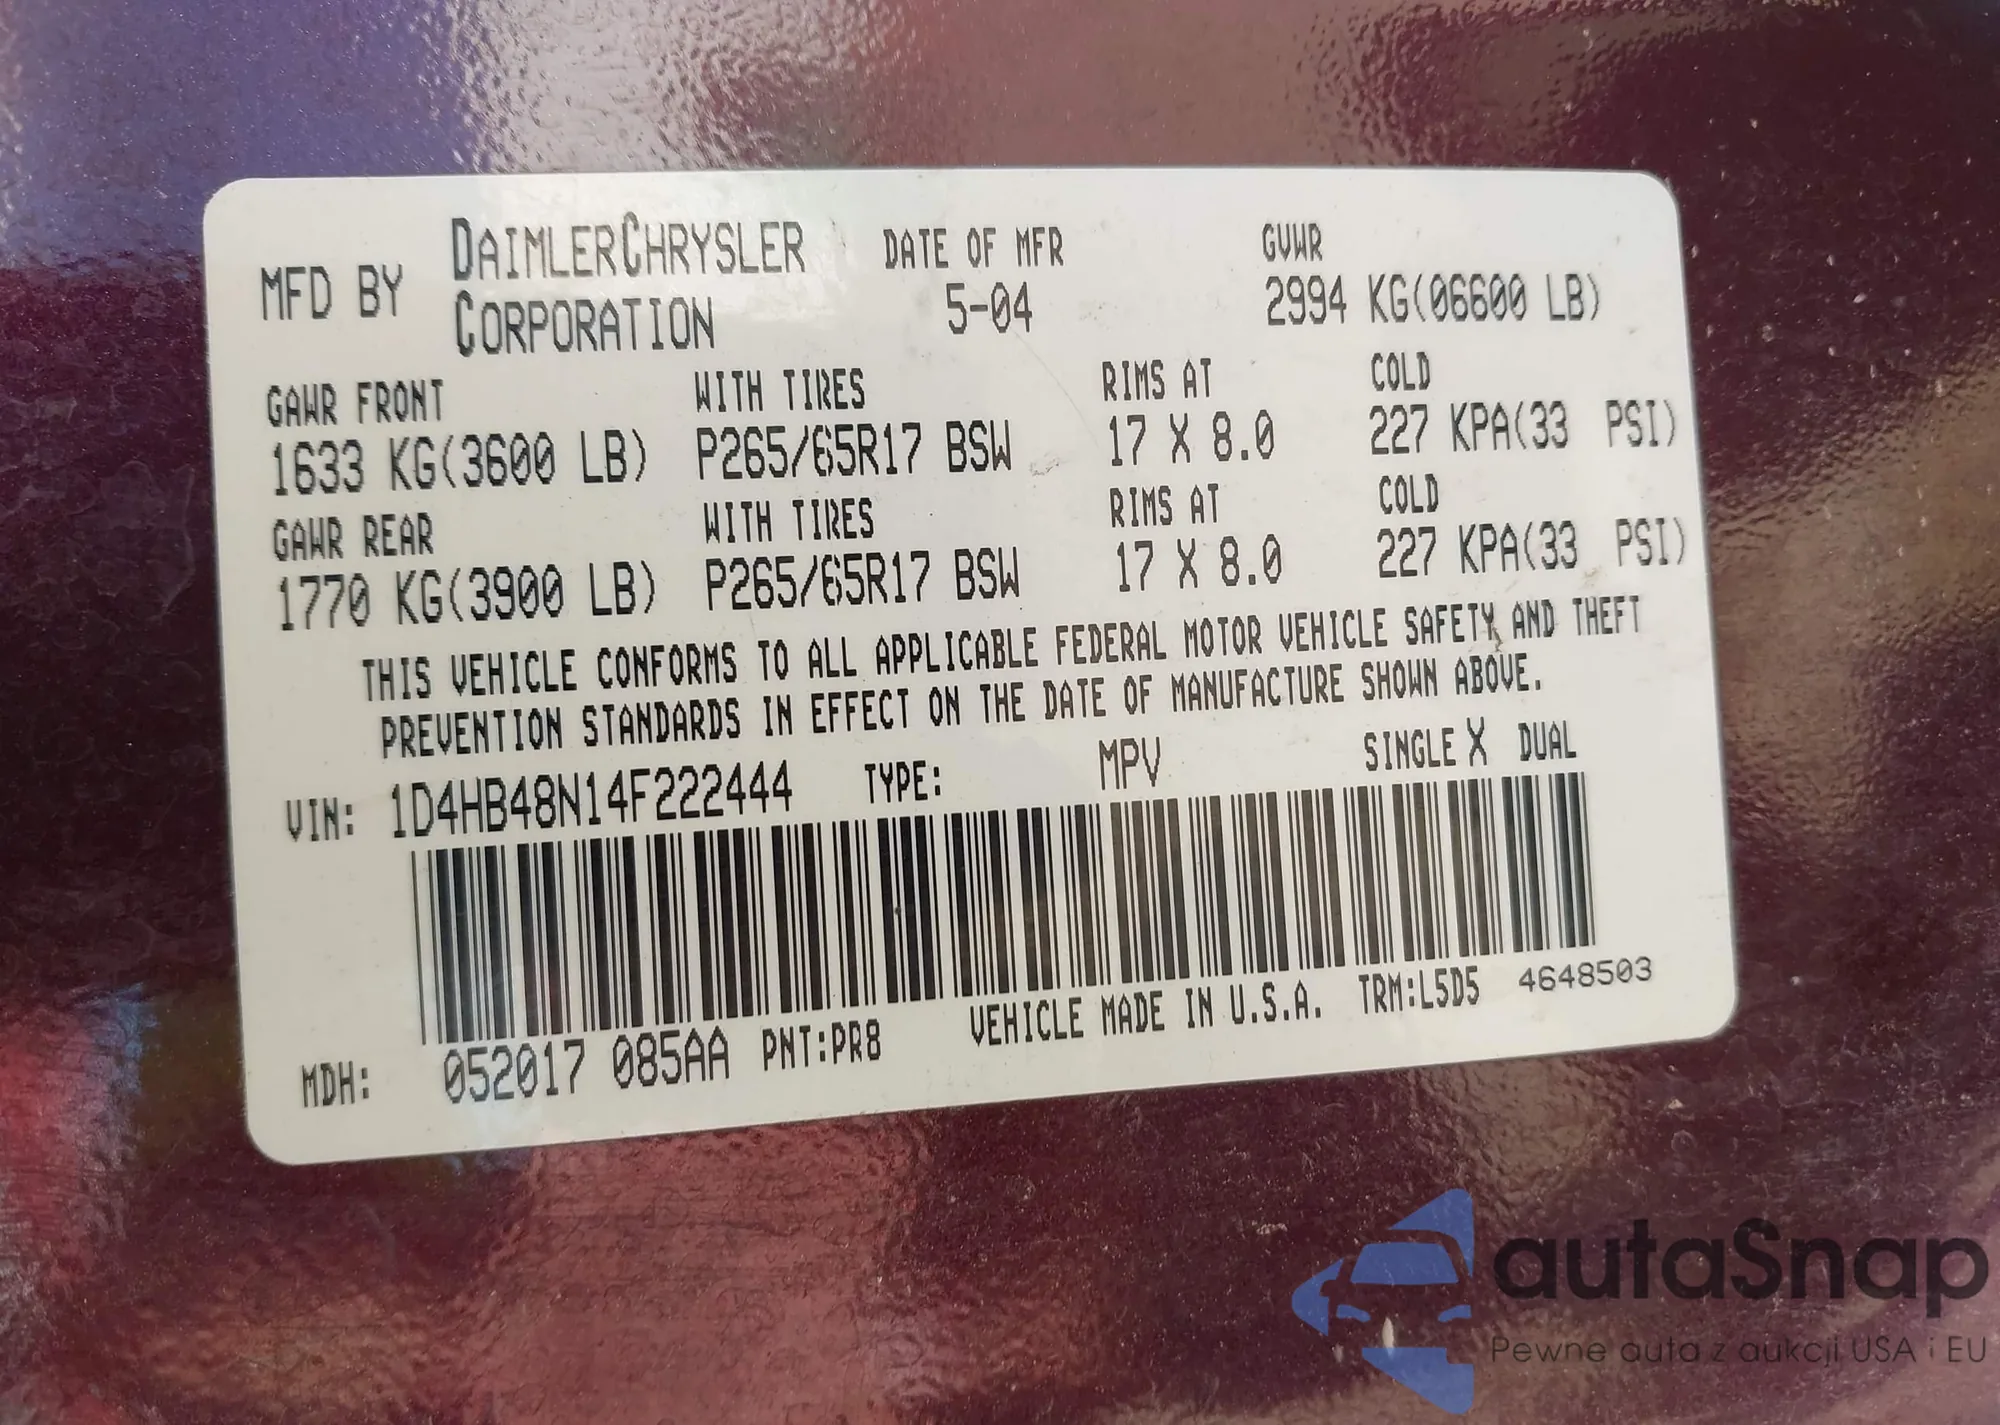 MFD BY DAIMLERCHRYSLER CORPORATION DATE OF MFR 5-04 GVWR 2994 KG(06600 LB)
GAWR FRONT WITH TIRES RIMS AT COLD
1633 KG(3600 LB) P265/65R17 BSW 17 X 8.0 227 KPA(33 PSI)
GAWR REAR WITH TIRES RIMS AT COLD
1770 KG(3900 LB) P265/65R17 BSW 17 X 8.0 227 KPA(33 PSI)
THIS VEHICLE CONFORMS TO ALL APPLICABLE FEDERAL MOTOR VEHICLE SAFETY AND THEFT
PREVENTION STANDARDS IN EFFECT ON THE DATE OF MANUFACTURE SHOWN ABOVE.
VIN: 1D4HB48N14F222444 TYPE: MPV SINGLE X DUAL
MDH: 052017 085AA PNT:PR8 VEHICLE MADE IN U.S.A. TRM:L5D5 4648503
autaSnap
Pewne auta z aukcji USA i EU